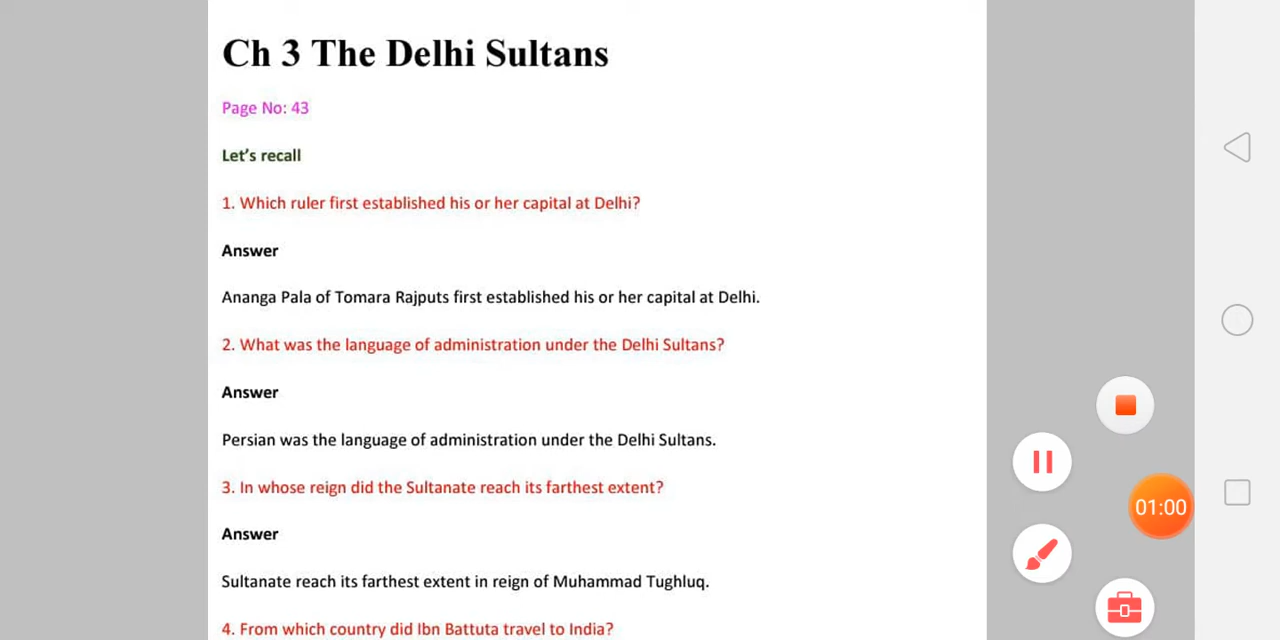 Ch 3 The Delhi Sultans
Page No: 43
Let's recall
1. Which ruler first established his or her capital at Delhi?
Answer
Ananga Pala of Tomara Rajputs first established his or her capital at Delhi.
2. What was the language of administration under the Delhi Sultans?
Answer
Persian was the language of administration under the Delhi Sultans.
3. In whose reign did the Sultanate reach its farthest extent?
Answer
Sultanate reach its farthest extent in reign of Muhammad Tughluq.
4. From which country did Ibn Battuta travel to India?
01:00